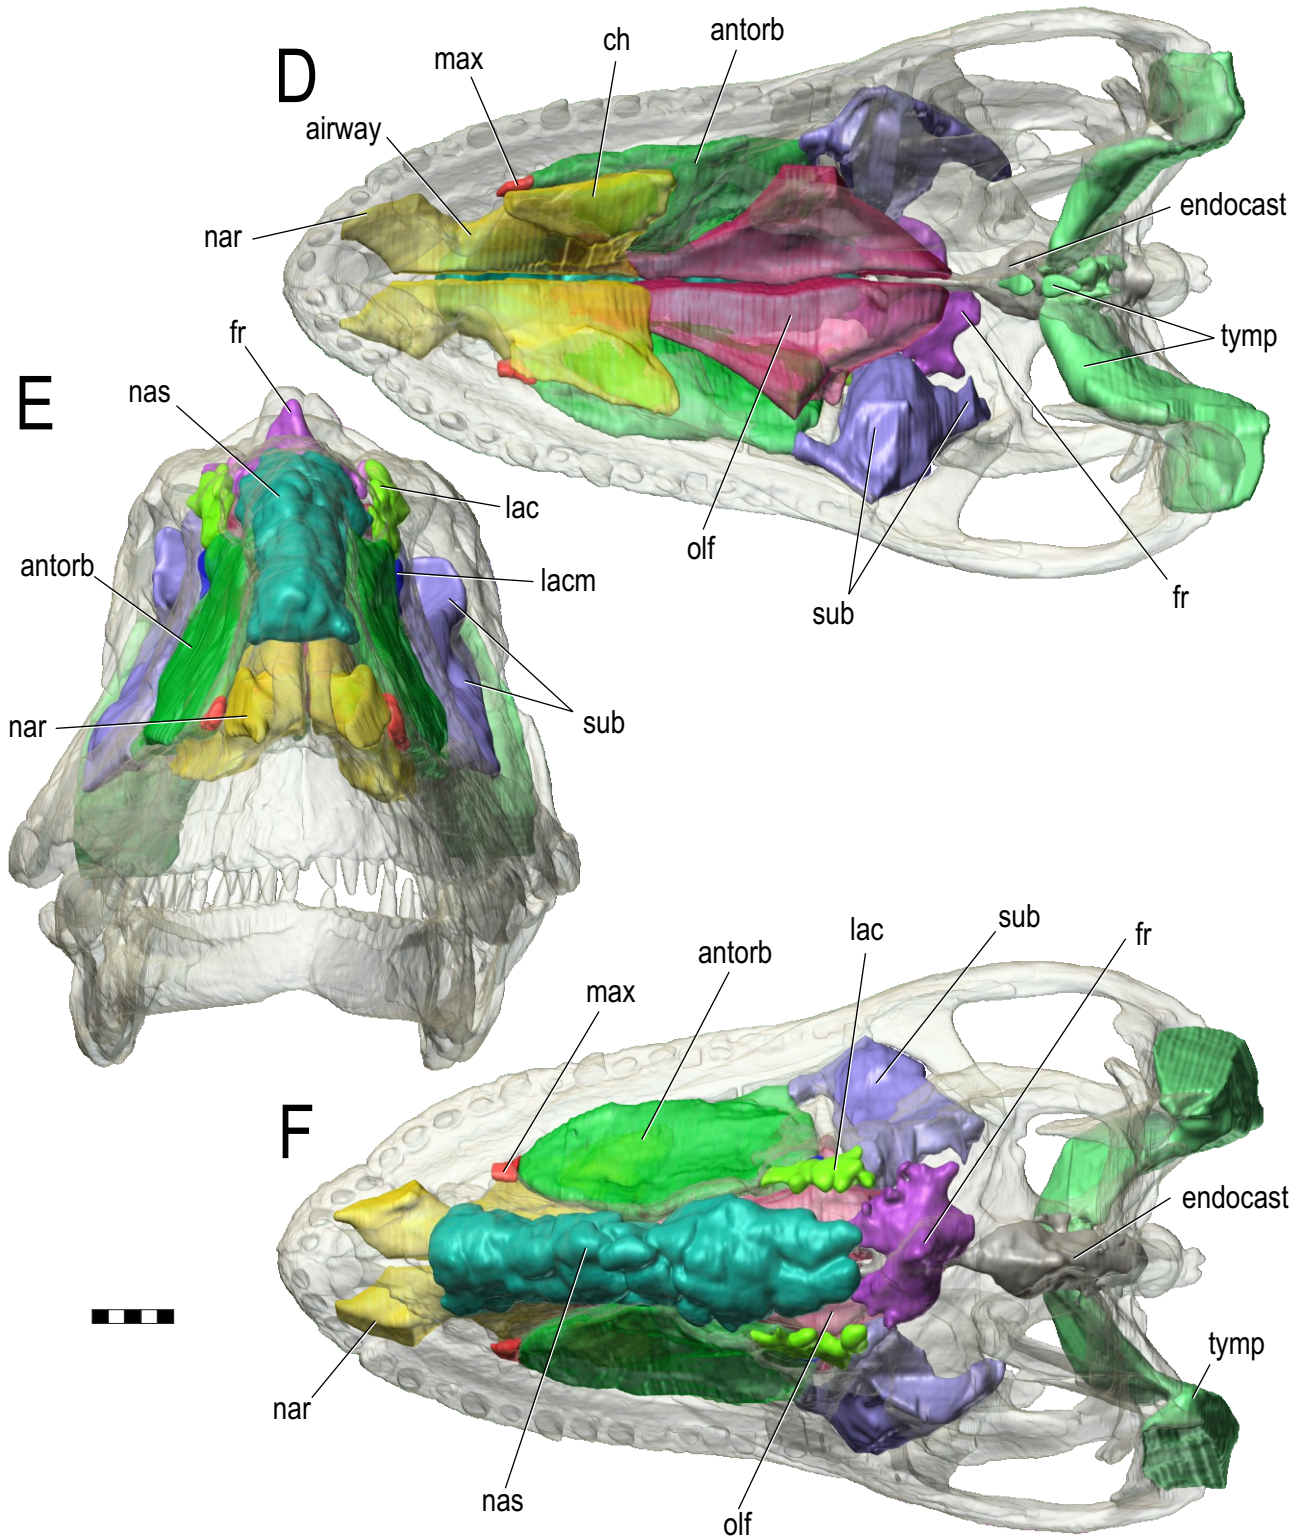 D
max
ch
antorb
airway
nar
endocast
tymp
olf
sub
fr
E
fr
nas
lac
antorb
lacm
nar
sub
F
max
antorb
lac
sub
fr
endocast
tymp
nar
nas
olf